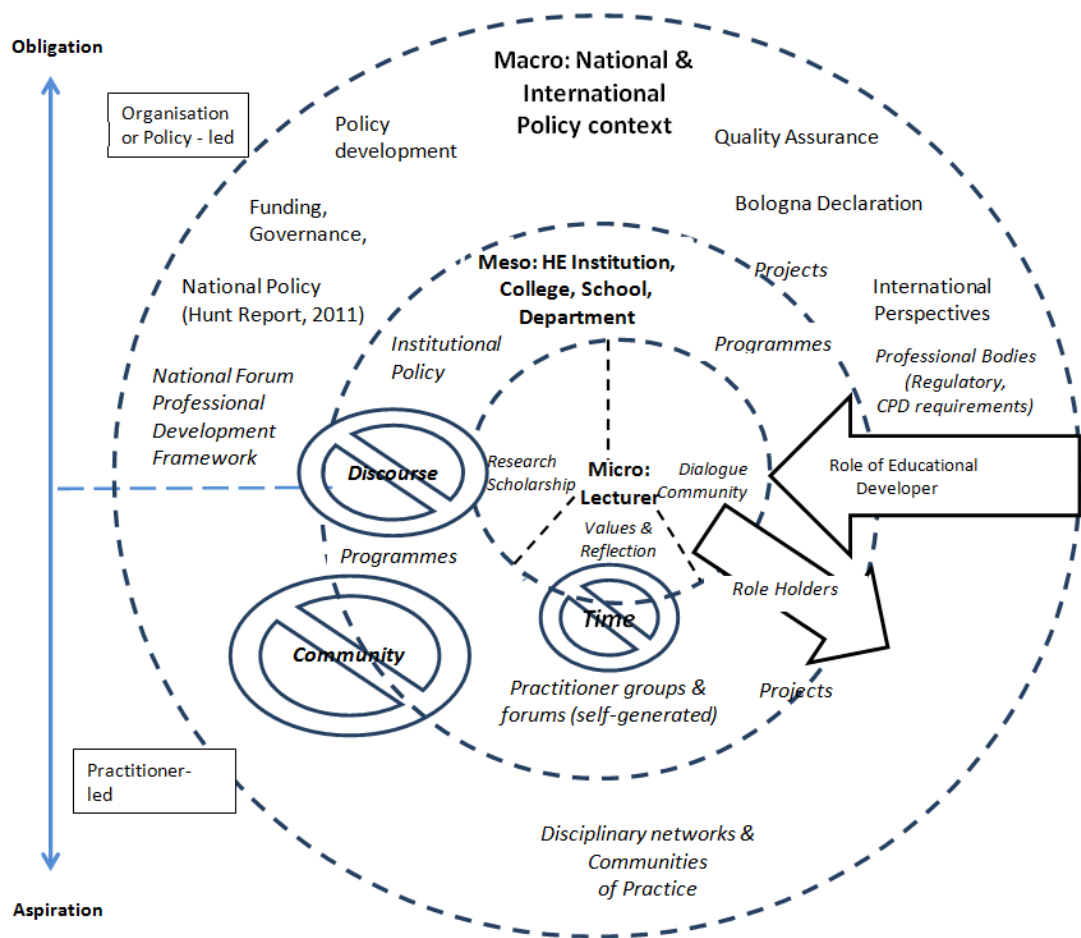 Obligation
Organisation
or Policy - led
Macro: National &
International
Policy context
Policy
development
Quality Assurance
Funding,
Governance,
Bologna Declaration
Meso: HE Institution,
College, School,
Department
Projects
National Policy
(Hunt Report, 2011)
International
Perspectives
Institutional
Policy
Programmes
Professional Bodies
(Regulatory,
CPD requirements)
National Forum
Professional
Development
Framework
Discourse
Research
Scholarship
Micro:
Lecturer
Dialogue
Community
Role of Educational
Developer
Values &
Reflection
Programmes
Role Holders
Time
Community
Practitioner groups &
forums (self-generated)
Projects
Practitioner-
led
Disciplinary networks &
Communities
of Practice
Aspiration